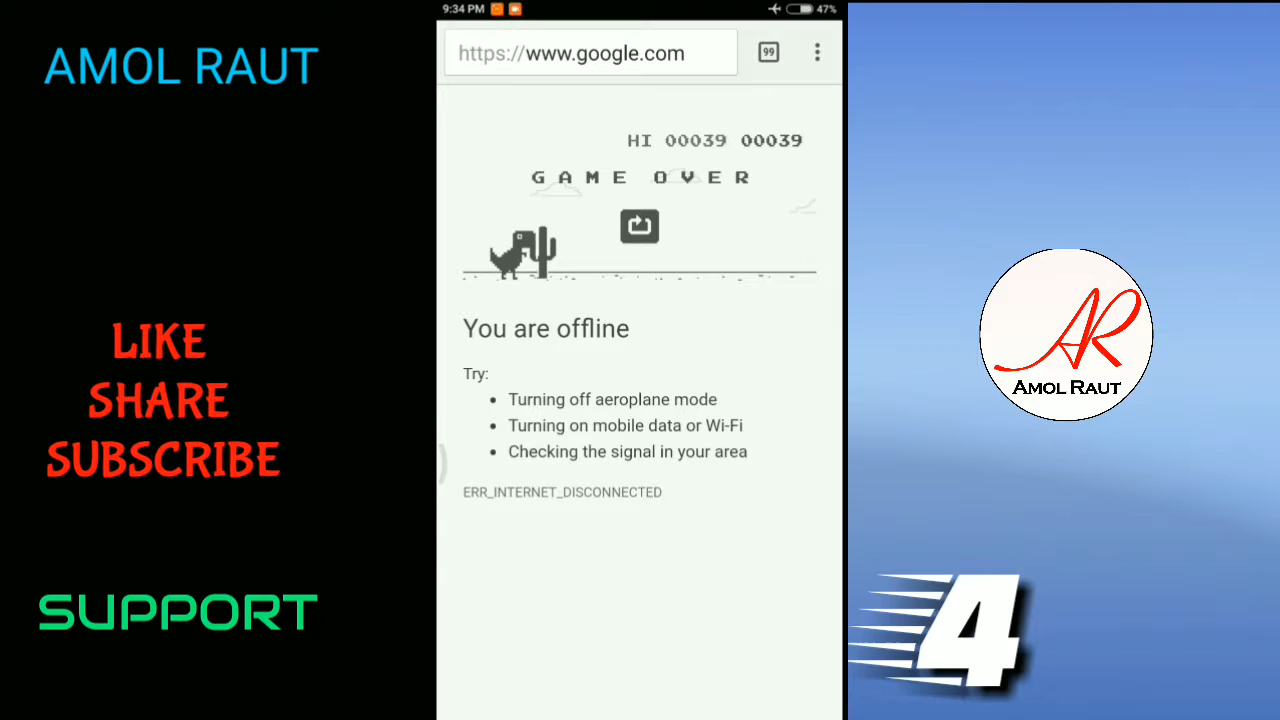 AMOL RAUT
LIKE
SHARE
SUBSCRIBE
SUPPORT
9:34 PM
47%
https://www.google.com
99
HI 00039 00039
GAME OVER
You are offline
Try:
• Turning off aeroplane mode
• Turning on mobile data or Wi-Fi
• Checking the signal in your area
ERR_INTERNET_DISCONNECTED
AR
AMOL RAUT
4